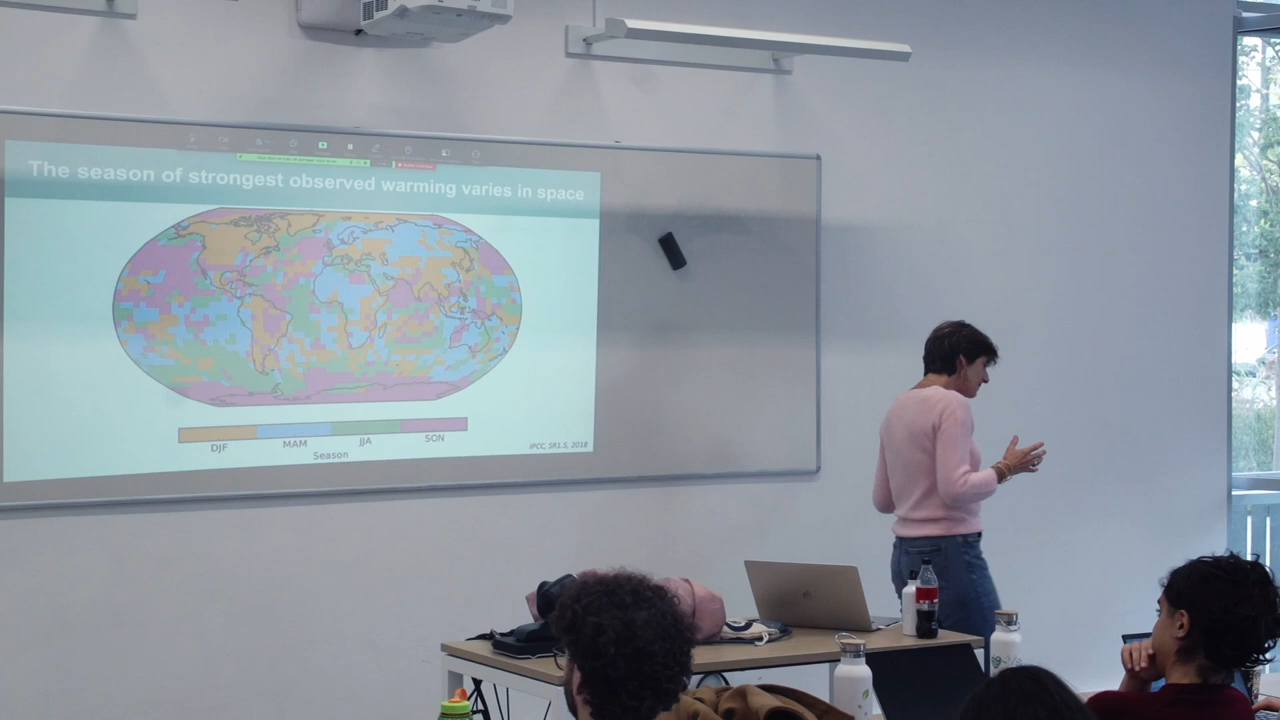 The season of strongest observed warming varies in space
DJF
MAM
JJA
SON
Season
IPCC, SR1.5, 2018